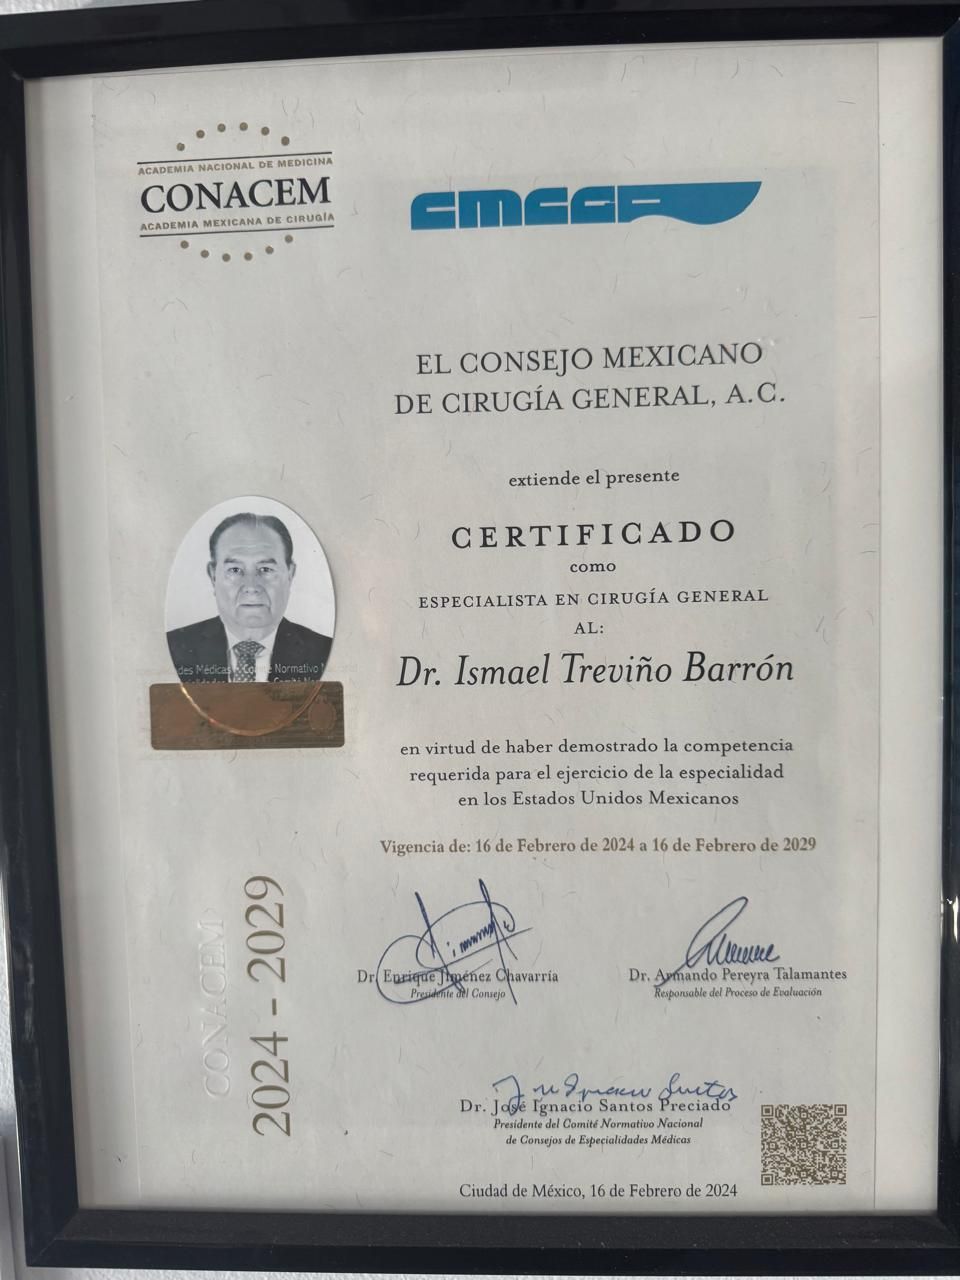 ACADEMIA NACIONAL DE MEDICINA
CONACEM
ACADEMIA MEXICANA DE CIRUGÍA
CMCG
EL CONSEJO MEXICANO
DE CIRUGÍA GENERAL, A.C.
extiende el presente
CERTIFICADO
como
ESPECIALISTA EN CIRUGÍA GENERAL
AL:
Dr. Ismael Treviño Barrón
des Médicas
Normativo
en virtud de haber demostrado la competencia
requerida para el ejercicio de la especialidad
en los Estados Unidos Mexicanos
Vigencia de: 16 de Febrero de 2024 a 16 de Febrero de 2029
CONACEM
2024 - 2029
Dr. Enrique Jiménez Chavarría
Presidente del Consejo
Dr. Armando Pereyra Talamantes
Responsable del Proceso de Evaluación
Dr. José Ignacio Santos Preciado
Presidente del Comité Normativo Nacional
de Consejos de Especialidades Médicas
Ciudad de México, 16 de Febrero de 2024